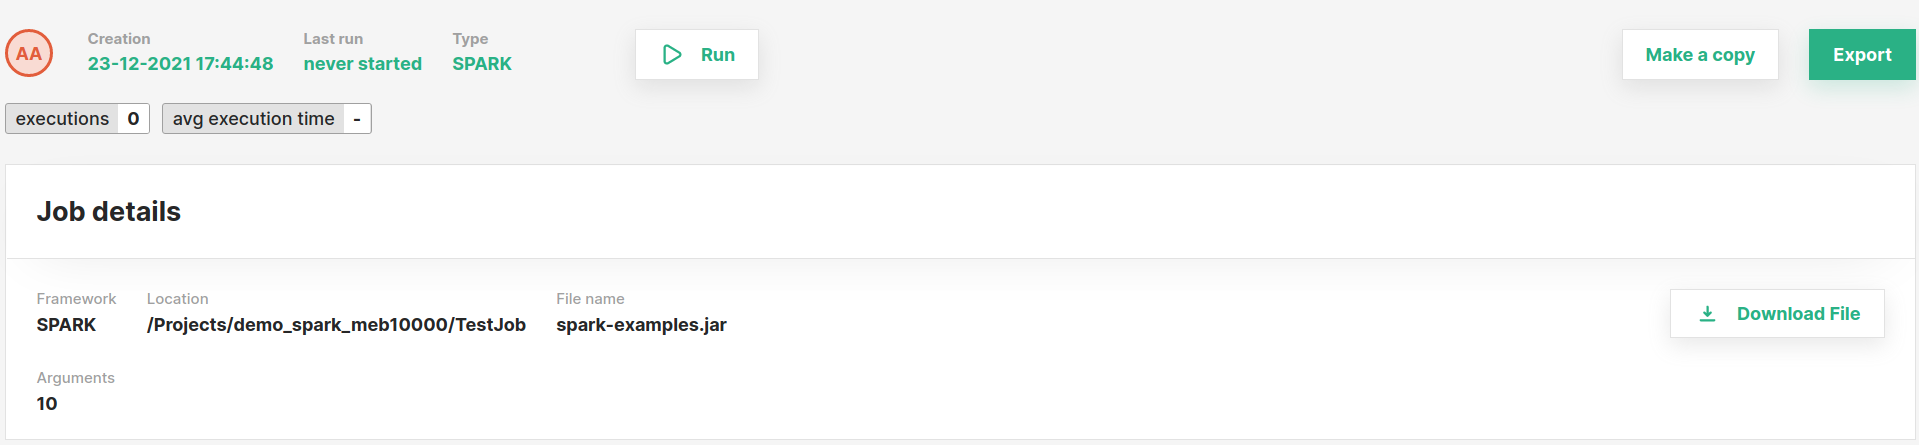 AA
Creation Last run Type
23-12-2021 17:44:48 never started SPARK
Run
Make a copy
Export
executions 0 avg execution time -
Job details
Framework Location File name
SPARK /Projects/demo_spark_meb10000/TestJob spark-examples.jar
Download File
Arguments
10